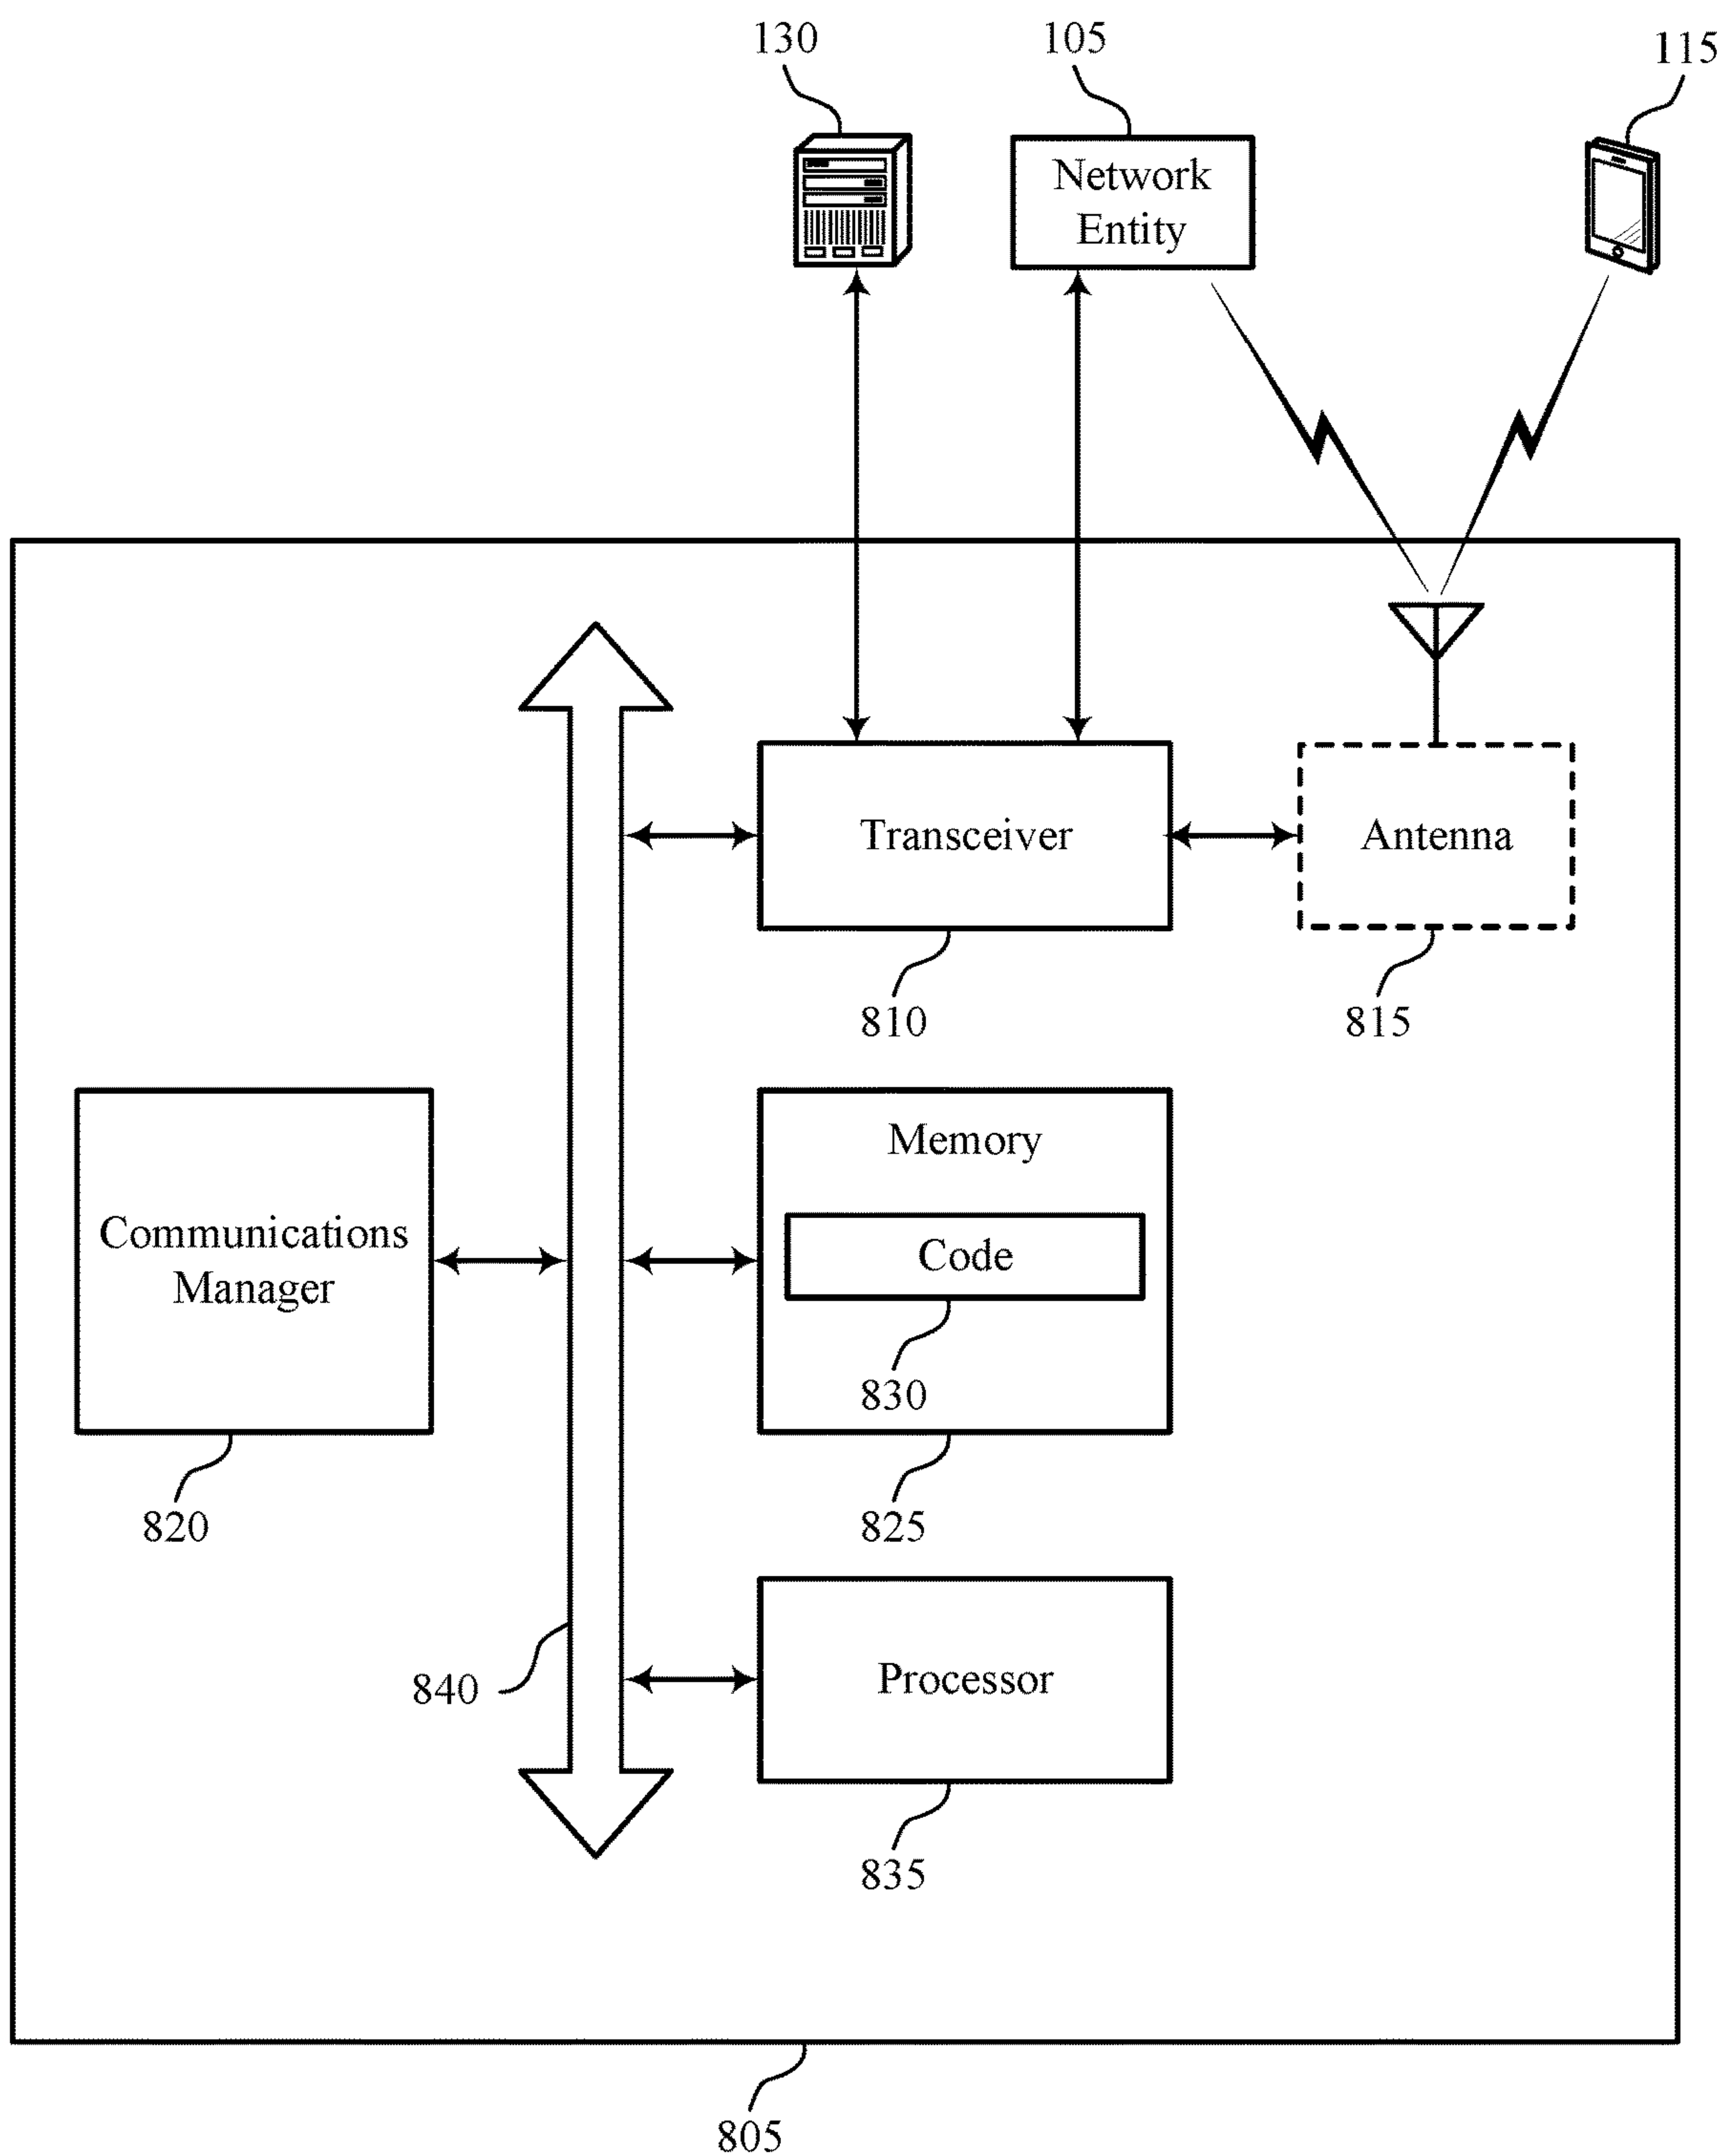 130
105
115
Network
Entity
Transceiver
Antenna
810
815
Memory
Communications
Manager
Code
830
820
825
840
Processor
835
805